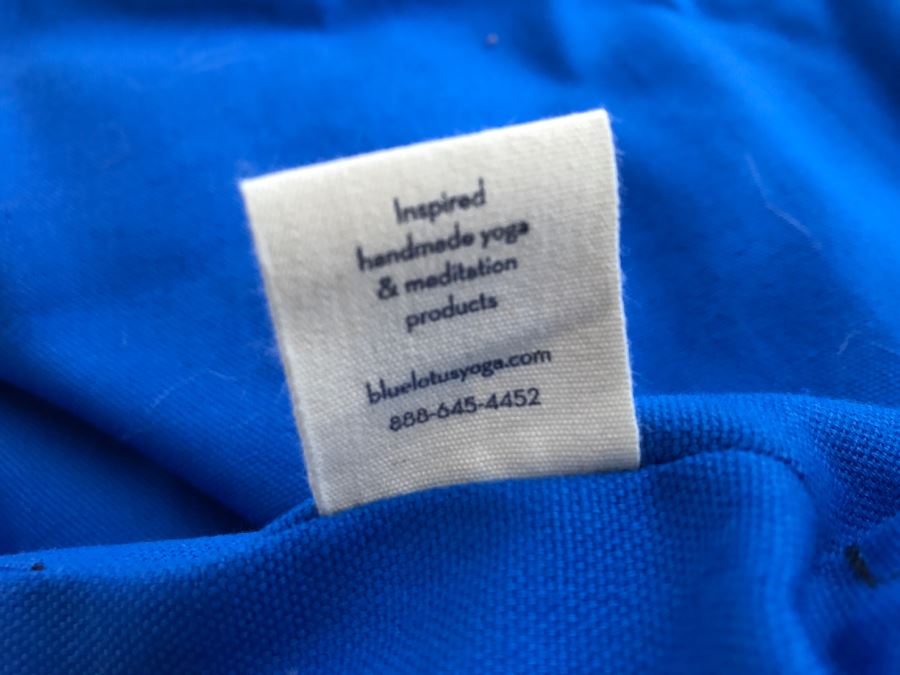 Inspired
handmade yoga
& meditation
products
bluelotusyoga.com
888-645-4452